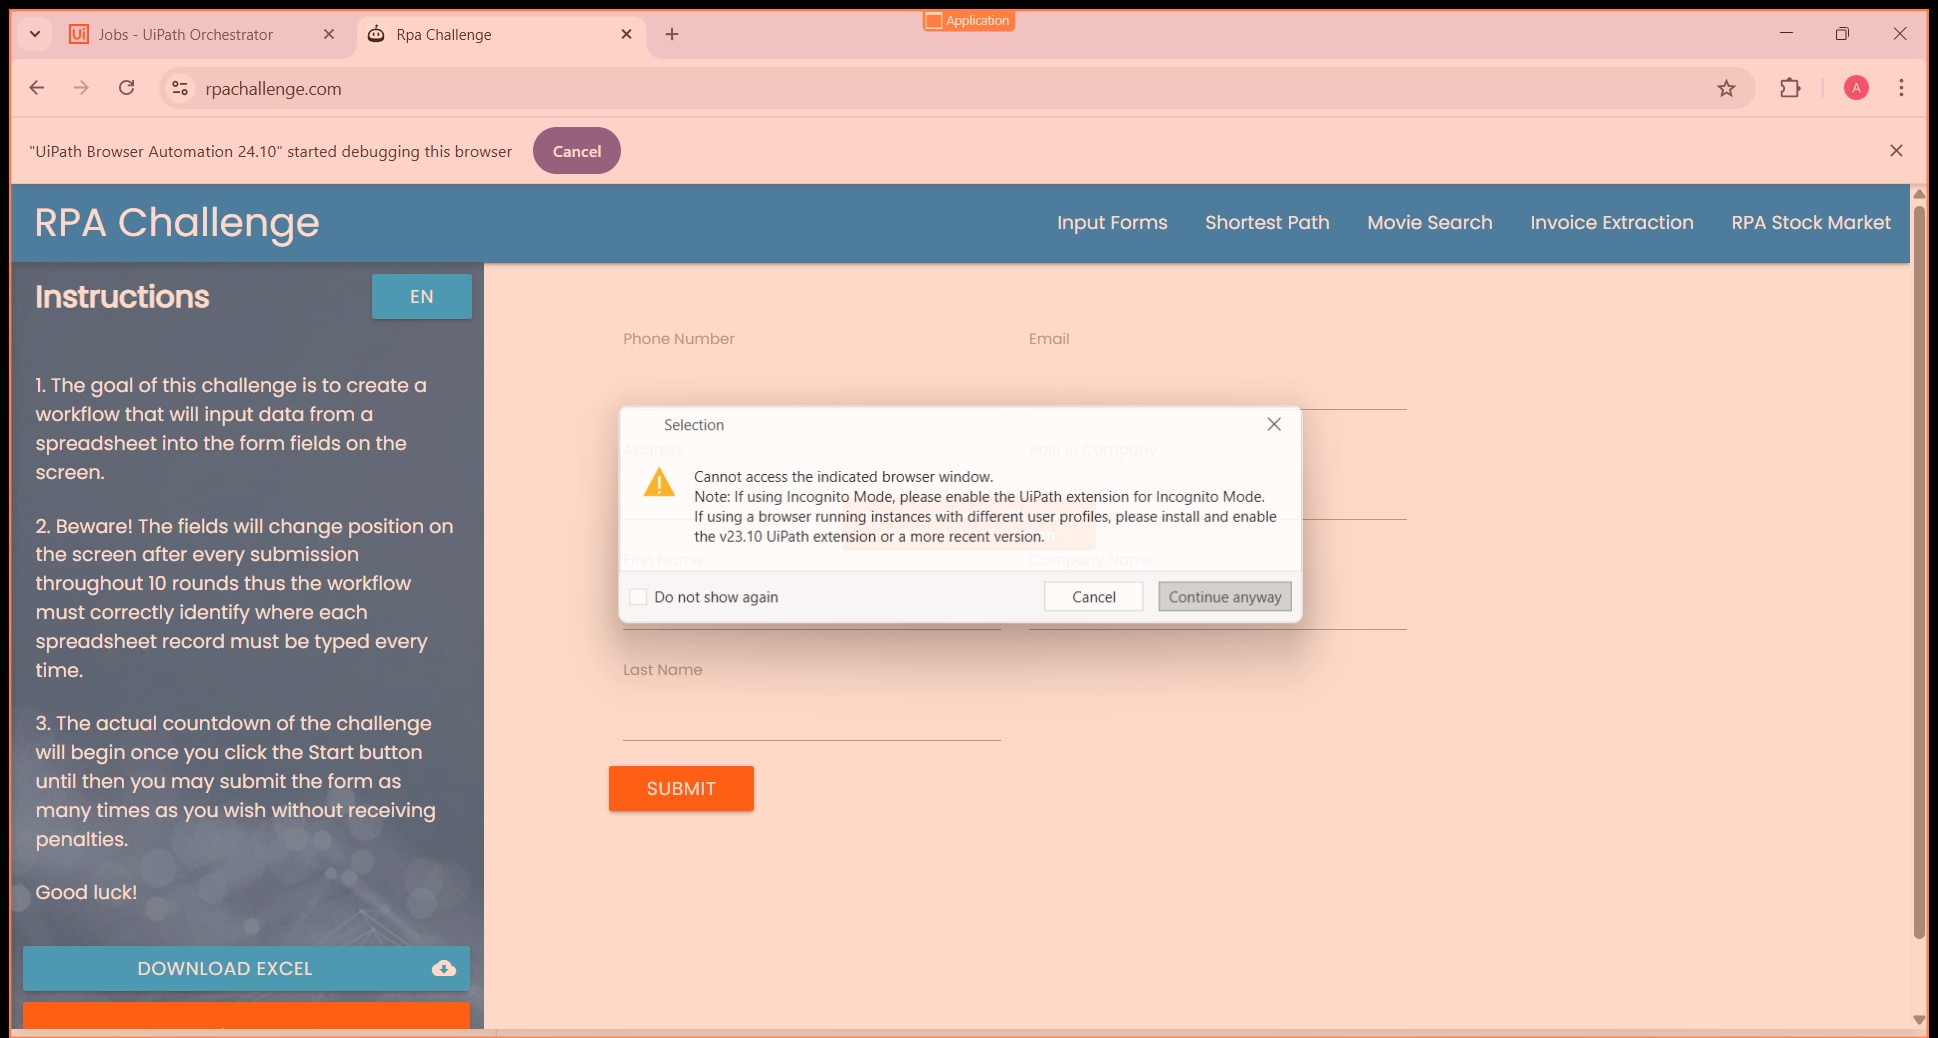 Application
Jobs - UiPath Orchestrator
Rpa Challenge
rpachallenge.com
A
"UiPath Browser Automation 24.10" started debugging this browser
Cancel
RPA Challenge
Input Forms
Shortest Path
Movie Search
Invoice Extraction
RPA Stock Market
Instructions
EN
1. The goal of this challenge is to create a
workflow that will input data from a
spreadsheet into the form fields on the
screen.
2. Beware! The fields will change position on
the screen after every submission
throughout 10 rounds thus the workflow
must correctly identify where each
spreadsheet record must be typed every
time.
3. The actual countdown of the challenge
will begin once you click the Start button
until then you may submit the form as
many times as you wish without receiving
penalties.
Good luck!
DOWNLOAD EXCEL
Phone Number
Email
Selection
Address
Role in Company
Cannot access the indicated browser window.
Note: If using Incognito Mode, please enable the UiPath extension for Incognito Mode.
If using a browser running instances with different user profiles, please install and enable
the v23.10 UiPath extension or a more recent version.
First Name
Company Name
Do not show again
Cancel
Continue anyway
Last Name
SUBMIT